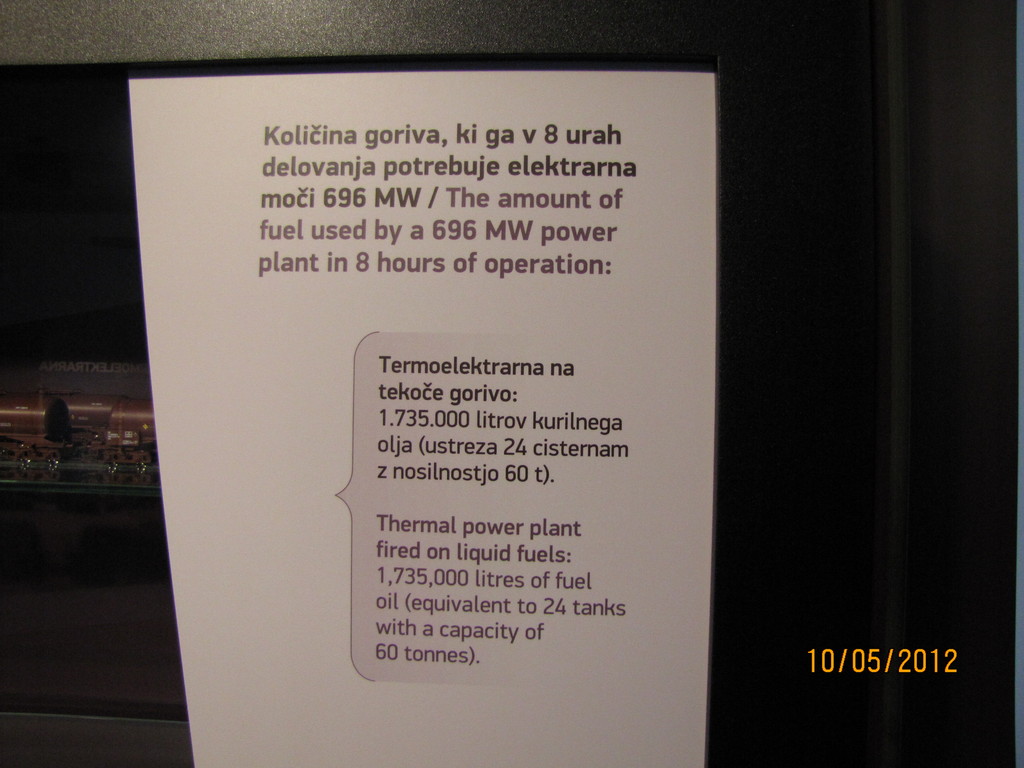 Količina goriva, ki ga v 8 urah
delovanja potrebuje elektrarna
moči 696 MW / The amount of
fuel used by a 696 MW power
plant in 8 hours of operation:
Termoelektrarna na
tekoče gorivo:
1.735.000 litrov kurilnega
olja (ustreza 24 cisternam
z nosilnostjo 60 t).
Thermal power plant
fired on liquid fuels:
1,735,000 litres of fuel
oil (equivalent to 24 tanks
with a capacity of
60 tonnes).
10/05/2012